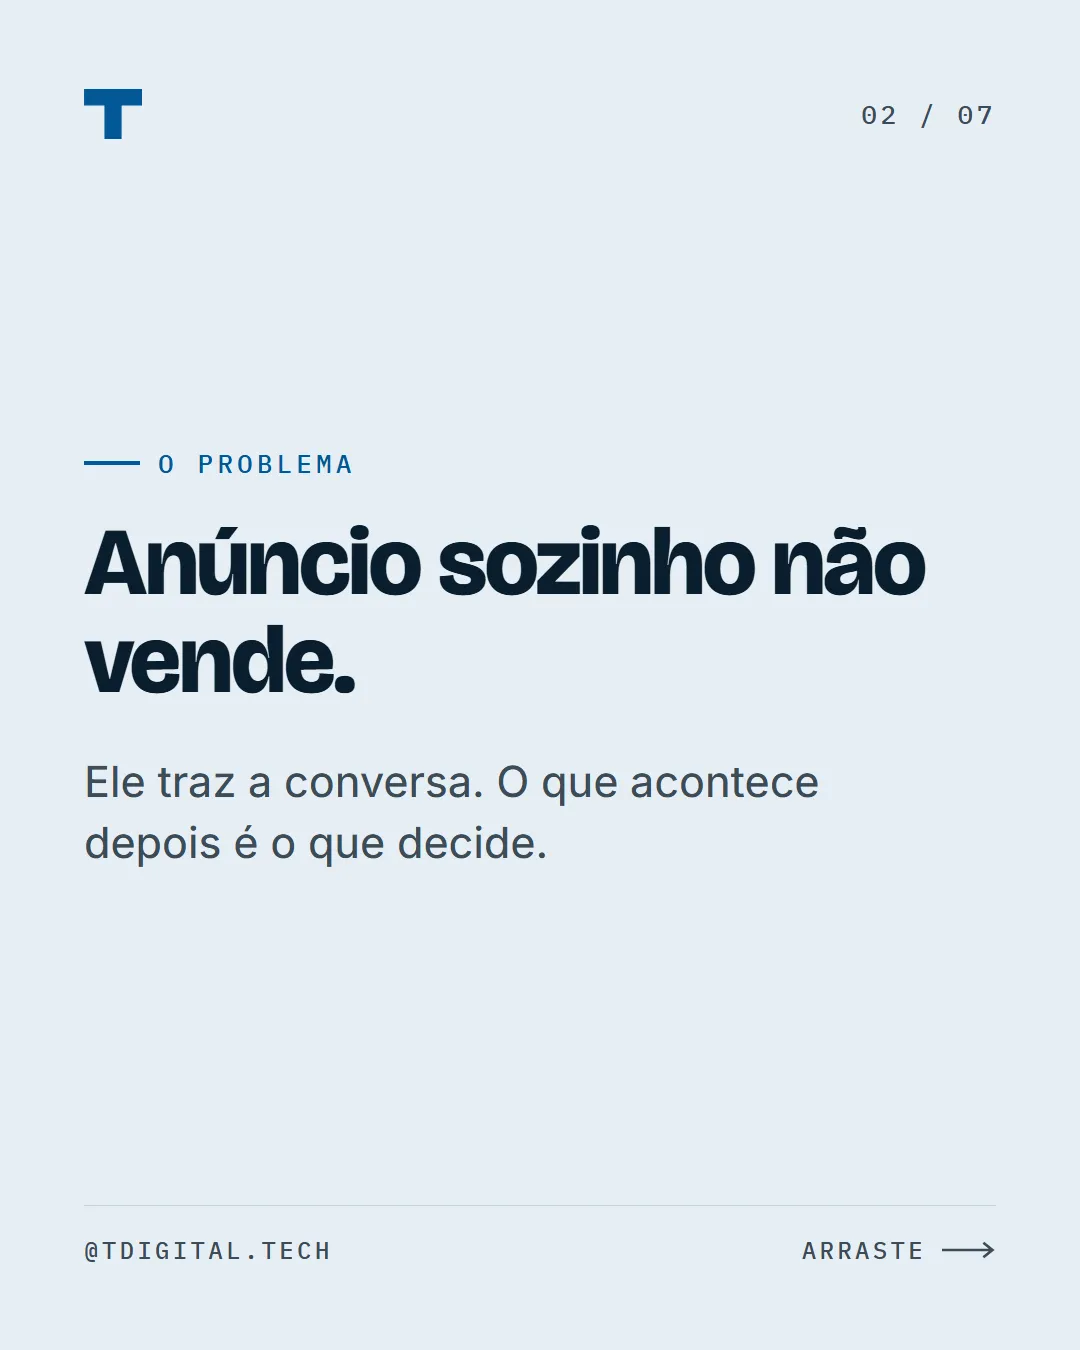 T
02 / 07
O PROBLEMA
Anúncio sozinho não
vende.
Ele traz a conversa. O que acontece
depois é o que decide.
@TDIGITAL.TECH
ARRASTE